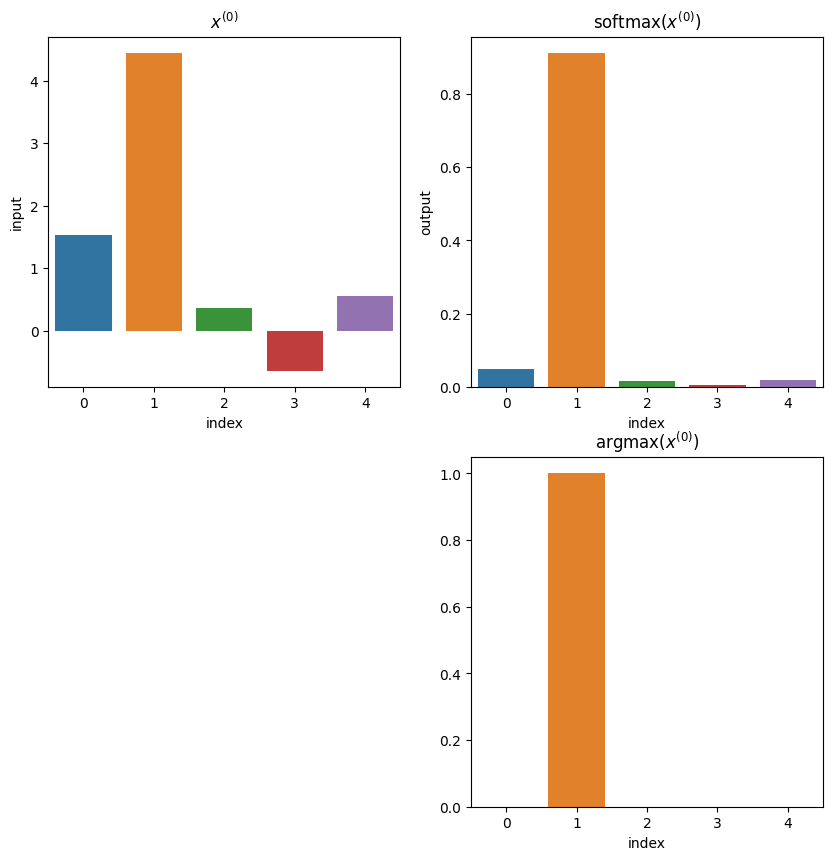 x^{(0)}
4
3
2
1
0
input
0 1 2 3 4
index
softmax(x^{(0)})
0.8
0.6
0.4
0.2
0.0
output
0 1 2 3 4
index
argmax(x^{(0)})
1.0
0.8
0.6
0.4
0.2
0.0
0 1 2 3 4
index